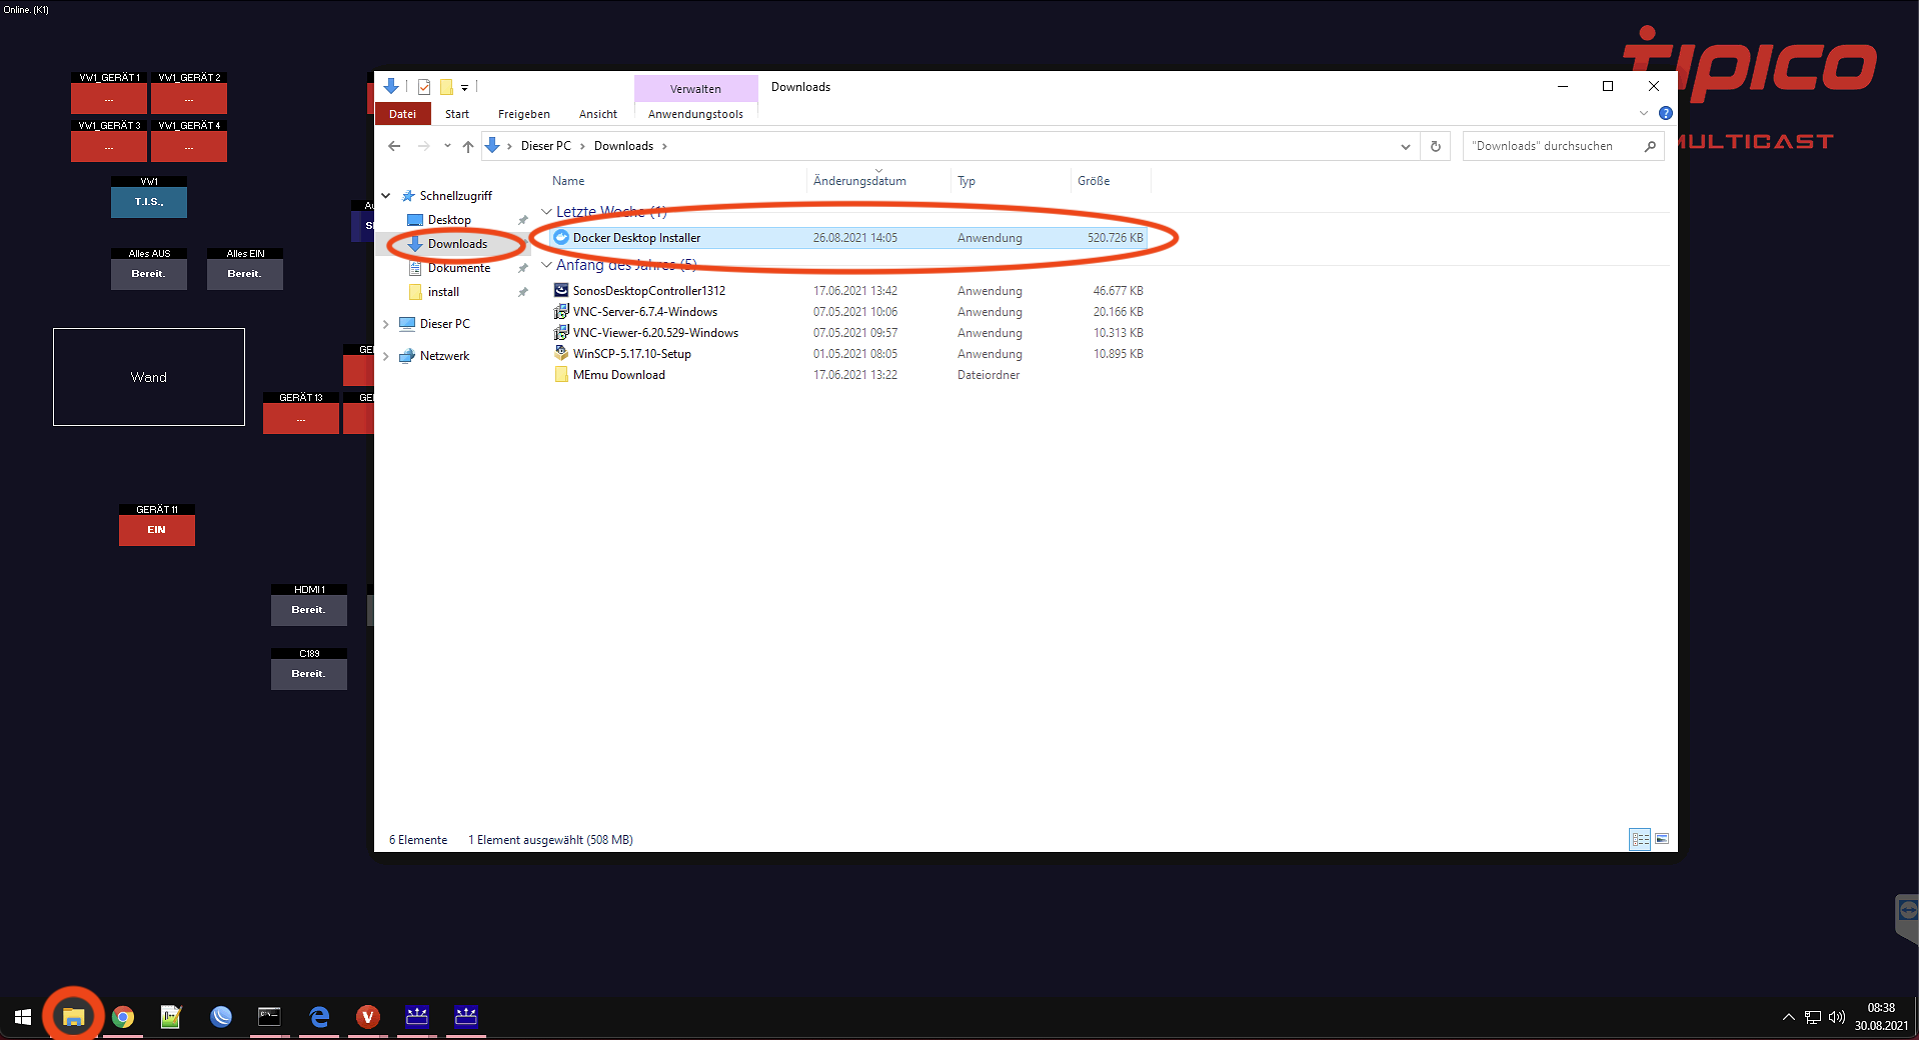 Online. (K1)
TIPICO
MULTICAST
VW1_GERÄT 1
...
VW1_GERÄT 2
...
VW1_GERÄT 3
...
VW1_GERÄT 4
...
VW1
T.I.S.,
Alles AUS
Bereit.
Alles EIN
Bereit.
Wand
GERÄT 13
...
GERÄT 11
EIN
HDMI 1
Bereit.
C189
Bereit.
Verwalten
Downloads
Datei
Start
Freigeben
Ansicht
Anwendungstools
Dieser PC
Downloads
"Downloads" durchsuchen
Schnellzugriff
Desktop
Downloads
Dokumente
install
Dieser PC
Netzwerk
Name Änderungsdatum Typ Größe
Letzte Woche (1)
Docker Desktop Installer 26.08.2021 14:05 Anwendung 520.726 KB
Anfang des Jahres (5)
SonosDesktopController1312 17.06.2021 13:42 Anwendung 46.677 KB
VNC-Server-6.7.4-Windows 07.05.2021 10:06 Anwendung 20.166 KB
VNC-Viewer-6.20.529-Windows 07.05.2021 09:57 Anwendung 10.313 KB
WinSCP-5.17.10-Setup 01.05.2021 08:05 Anwendung 10.895 KB
MEmu Download 17.06.2021 13:22 Dateiordner
6 Elemente 1 Element ausgewählt (508 MB)
08:38
30.08.2021